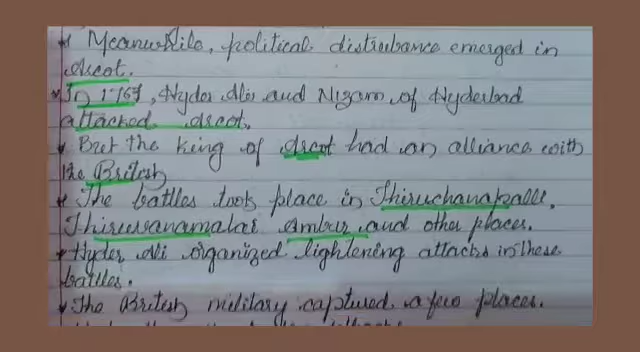 * Meanwhile, political distrubance emerged in
Arcot.
* In 1767, Hyder Ali and Nizam of Hyderbad
attacked Arcot.
* But the King of Arcot had an alliance with
the British
* The battles took place in Thiruchanapalli,
Thiruvanamalai Ambur and other places.
* Hyder Ali organized lightening attacks in these
battles.
* The British military captured a few places.